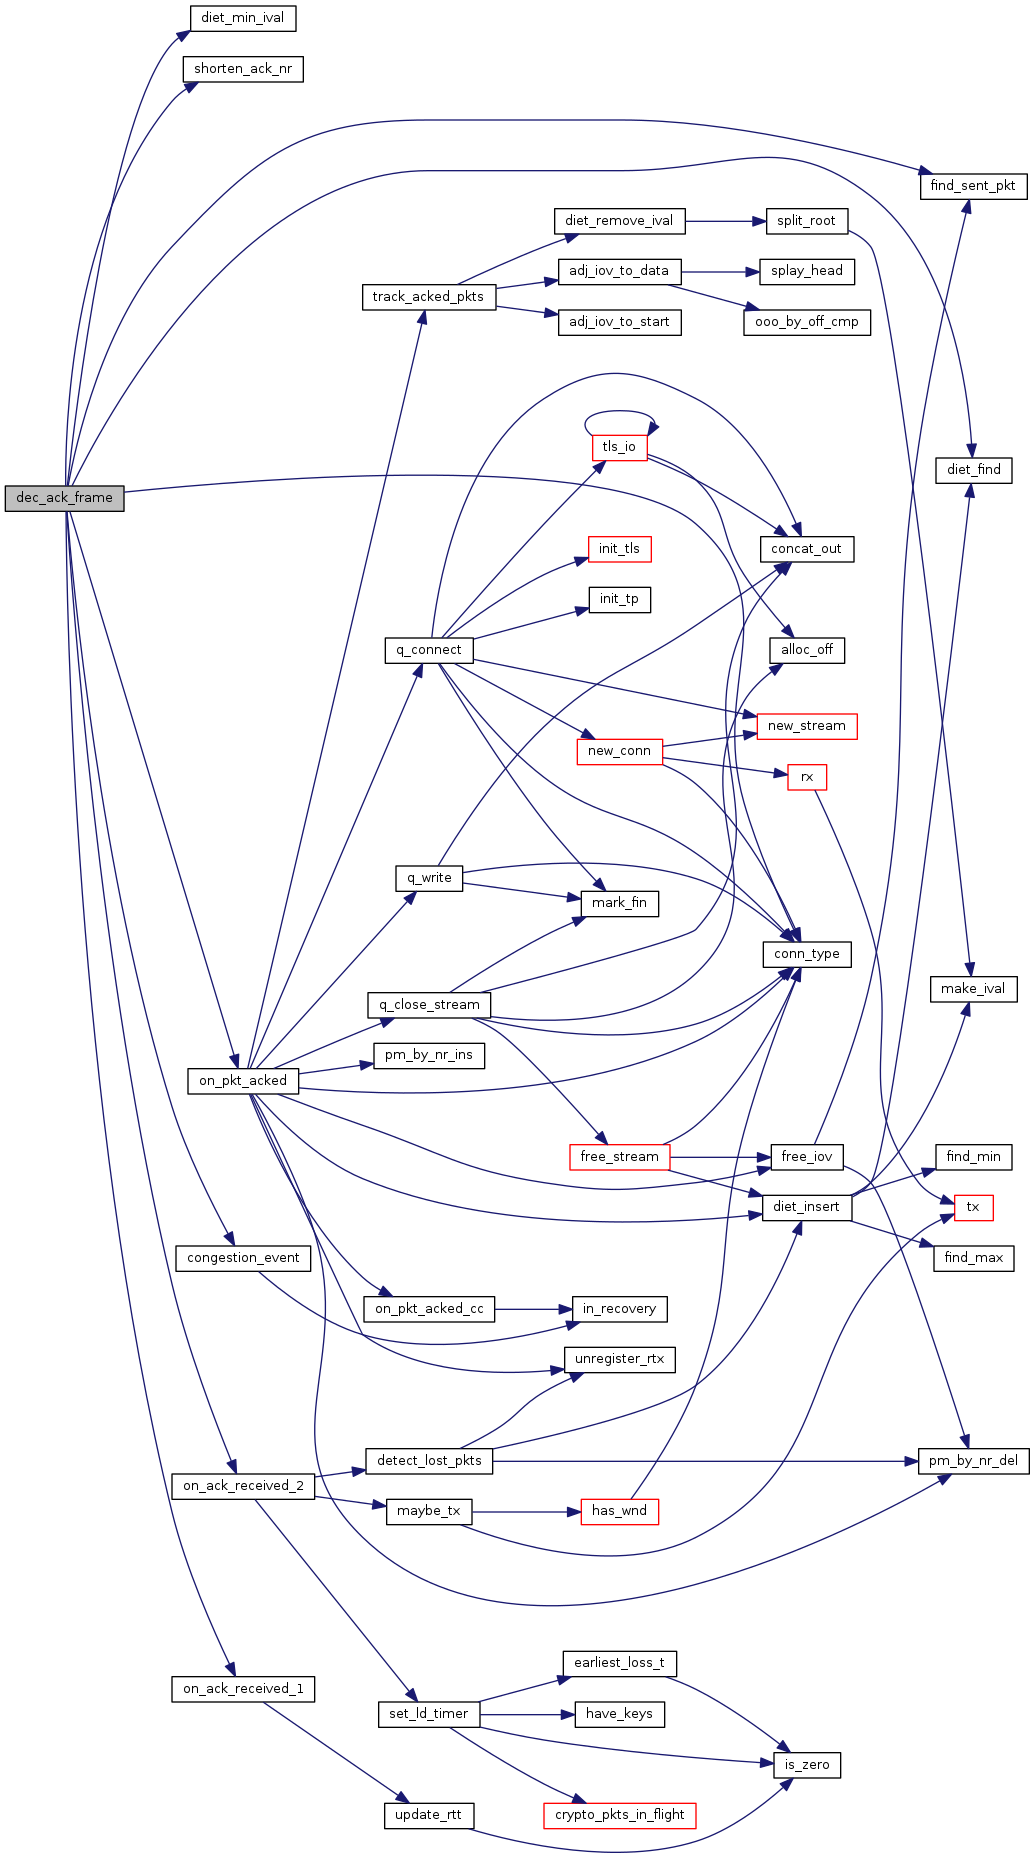 diet_min_ival
shorten_ack_nr
find_sent_pkt
diet_remove_ival
split_root
adj_iov_to_data
splay_head
track_acked_pkts
adj_iov_to_start
ooo_by_off_cmp
tls_io
diet_find
dec_ack_frame
init_tls
concat_out
init_tp
q_connect
alloc_off
new_stream
new_conn
rx
q_write
mark_fin
conn_type
make_ival
q_close_stream
pm_by_nr_ins
on_pkt_acked
free_stream
free_iov
find_min
diet_insert
tx
congestion_event
find_max
on_pkt_acked_cc
in_recovery
unregister_rtx
detect_lost_pkts
pm_by_nr_del
on_ack_received_2
maybe_tx
has_wnd
earliest_loss_t
on_ack_received_1
set_ld_timer
have_keys
is_zero
update_rtt
crypto_pkts_in_flight